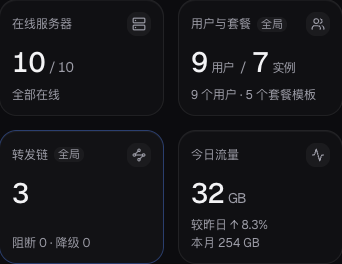 在线服务器
10 / 10
全部在线
用户与套餐 全局
9 用户 / 7 实例
9 个用户 · 5 个套餐模板
转发链 全局
3
阻断 0 · 降级 0
今日流量
32 GB
较昨日 ↑ 8.3%
本月 254 GB